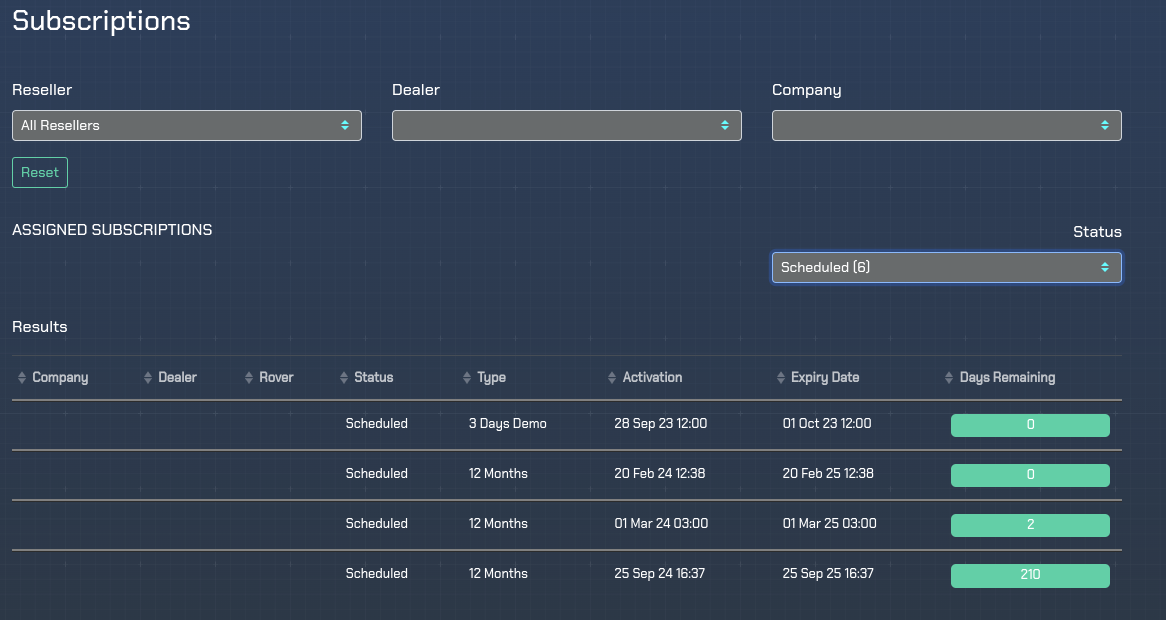 Subscriptions
Reseller Dealer Company
All Resellers
Reset
ASSIGNED SUBSCRIPTIONS
Status
Scheduled (6)
Results
Company Dealer Rover Status Type Activation Expiry Date Days Remaining
Scheduled 3 Days Demo 28 Sep 23 12:00 01 Oct 23 12:00 0
Scheduled 12 Months 20 Feb 24 12:38 20 Feb 25 12:38 0
Scheduled 12 Months 01 Mar 24 03:00 01 Mar 25 03:00 2
Scheduled 12 Months 25 Sep 24 16:37 25 Sep 25 16:37 210